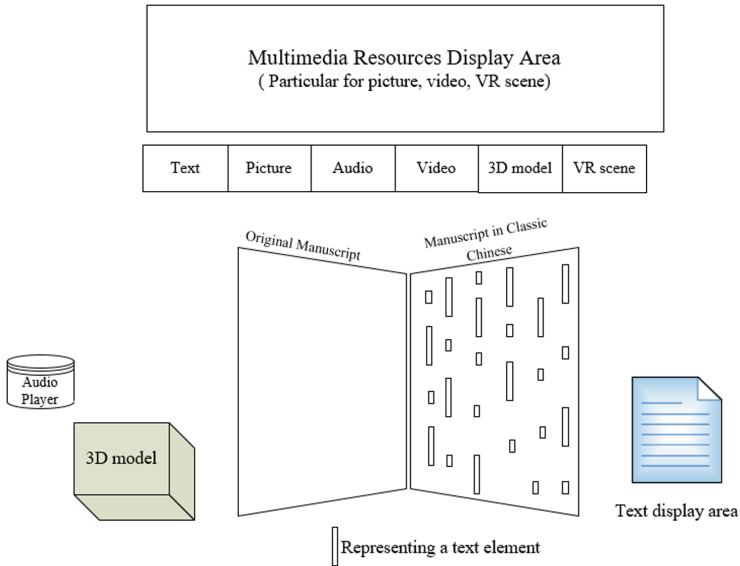 Multimedia Resources Display Area
( Particular for picture, video, VR scene)
Text
Picture
Audio
Video
3D model
VR scene
Original Manuscript
Manuscript in Classic
Chinese
Audio
Player
3D model
Text display area
Representing a text element